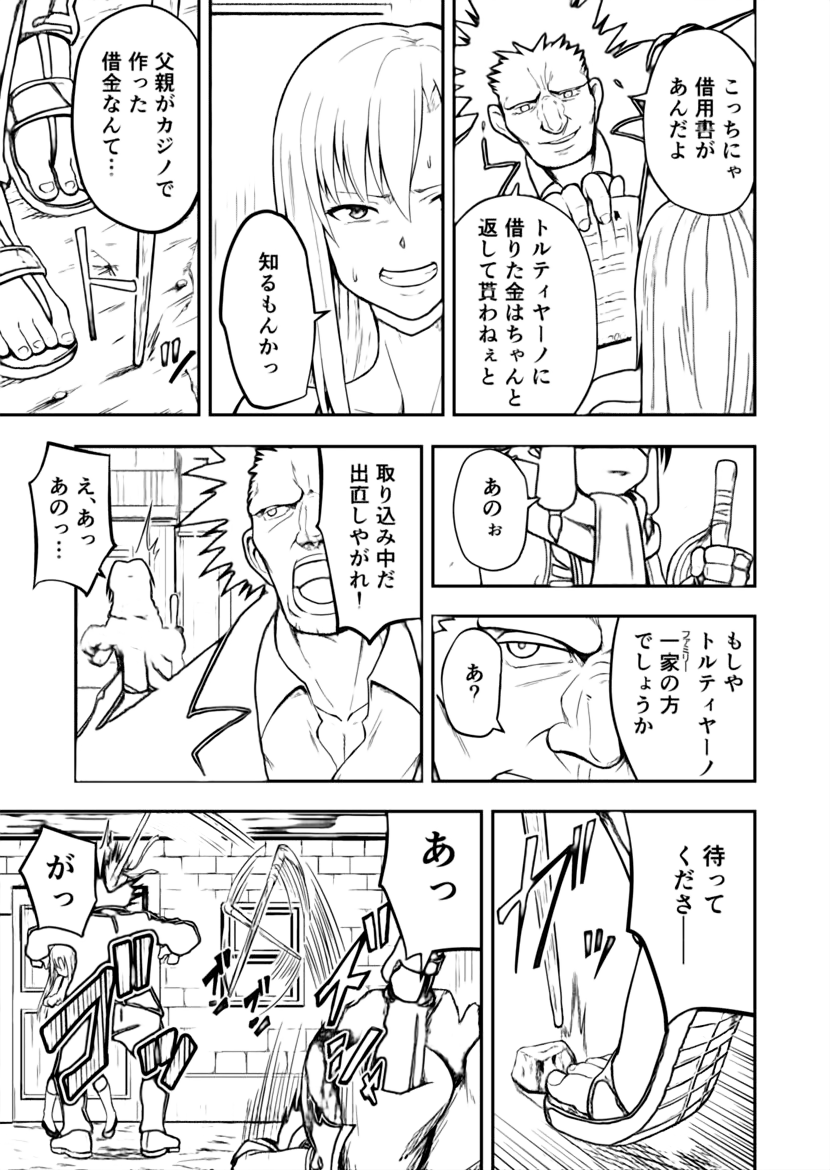 こっちにゃ
借用書が
あんだよ
トルティヤーノに
借りた金はちゃんと
返して貰わねぇと
知るもんかっ
父親がカジノで
作った
借金なんて…
あのぉ
もしや
トルティヤーノ
一家の方
ファミリー
でしょうか
あ?
取り込み中だ
出直しやがれ!
え、あっ
あのっ…
待って
くださ──
あっ
がっ